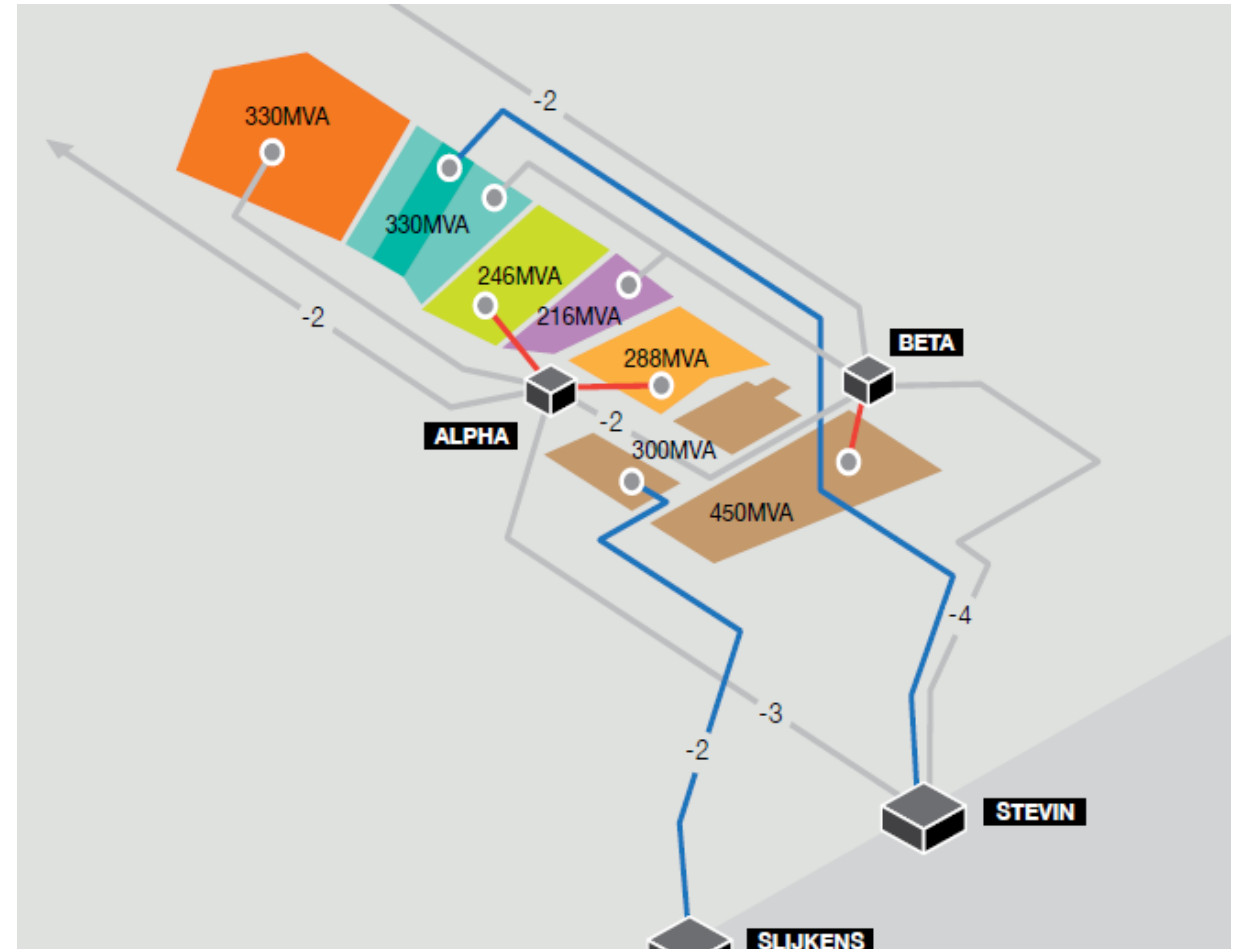 -2
330MVA
330MVA
246MVA
-2
216MVA
BETA
288MVA
-2
ALPHA
300MVA
450MVA
-4
-3
-2
STEVIN
SLIJKENS